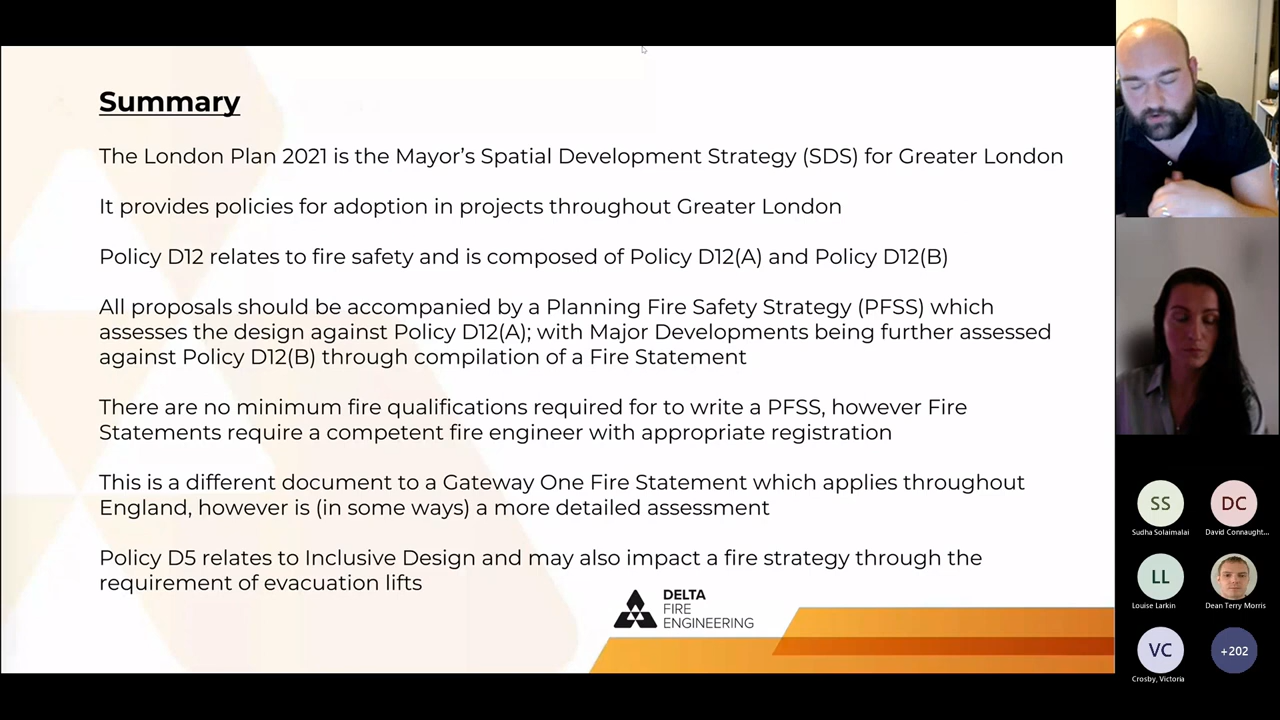 Summary
The London Plan 2021 is the Mayor's Spatial Development Strategy (SDS) for Greater London
It provides policies for adoption in projects throughout Greater London
Policy D12 relates to fire safety and is composed of Policy D12(A) and Policy D12(B)
All proposals should be accompanied by a Planning Fire Safety Strategy (PFSS) which
assesses the design against Policy D12(A); with Major Developments being further assessed
against Policy D12(B) through compilation of a Fire Statement
There are no minimum fire qualifications required for to write a PFSS, however Fire
Statements require a competent fire engineer with appropriate registration
This is a different document to a Gateway One Fire Statement which applies throughout
England, however is (in some ways) a more detailed assessment
Policy D5 relates to Inclusive Design and may also impact a fire strategy through the
requirement of evacuation lifts
DELTA
FIRE
ENGINEERING
SS
DC
Sudha Solaimalai
David Connaught...
LL
Louise Larkin
Dean Terry Morris
VC
+202
Crosby, Victoria